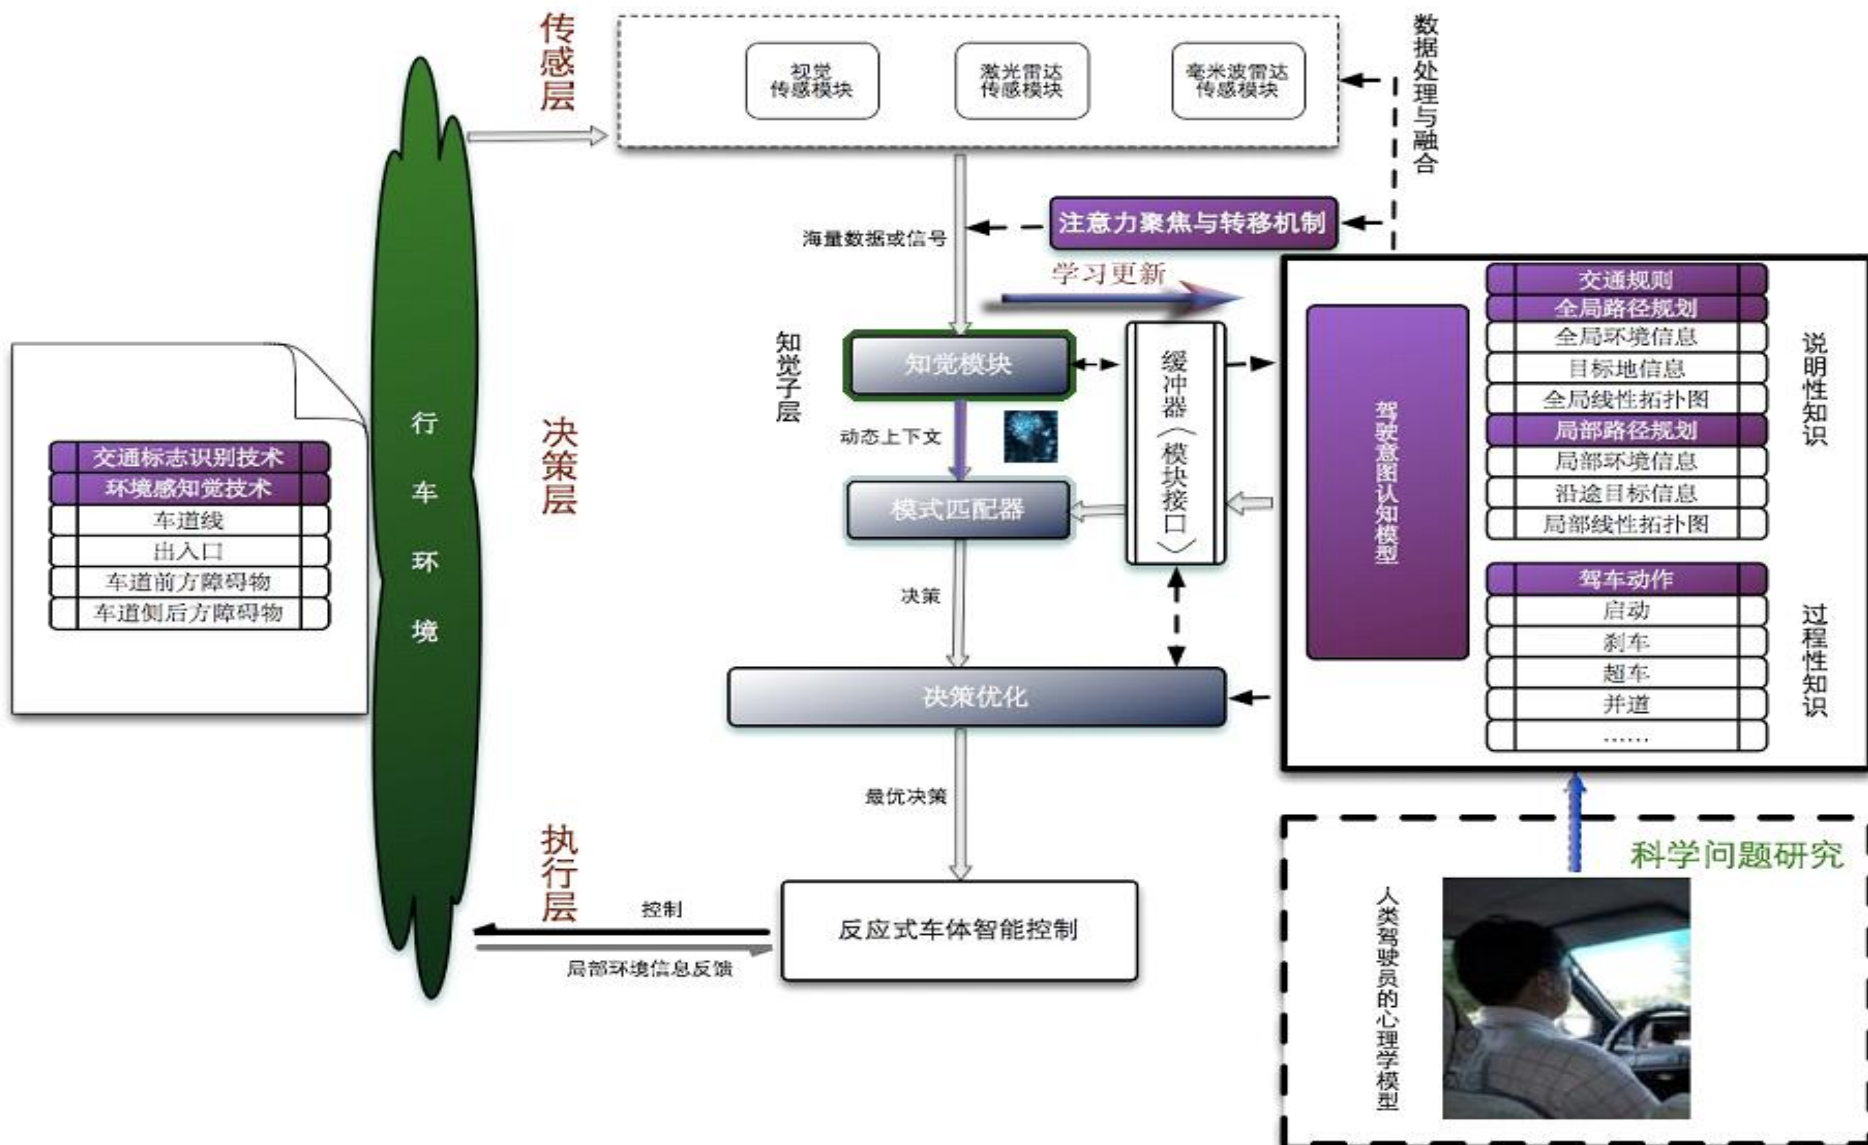 传感层
视觉
传感模块
激光雷达
传感模块
毫米波雷达
传感模块
数据处理与融合
注意力聚焦与转移机制
海量数据或信号
学习更新
知觉子层
知觉模块
缓冲器（模块接口）
动态上下文
模式匹配器
决策层
行车环境
交通标志识别技术
环境感知觉技术
车道线
出入口
车道前方障碍物
车道侧后方障碍物
决策
决策优化
最优决策
驾驶意图认知模型
交通规则
全局路径规划
全局环境信息
目标地信息
全局线性拓扑图
局部路径规划
局部环境信息
沿途目标信息
局部线性拓扑图
说明性知识
驾车动作
启动
刹车
超车
并道
……
过程性知识
执行层
控制
局部环境信息反馈
反应式车体智能控制
科学问题研究
人类驾驶员的心理学模型